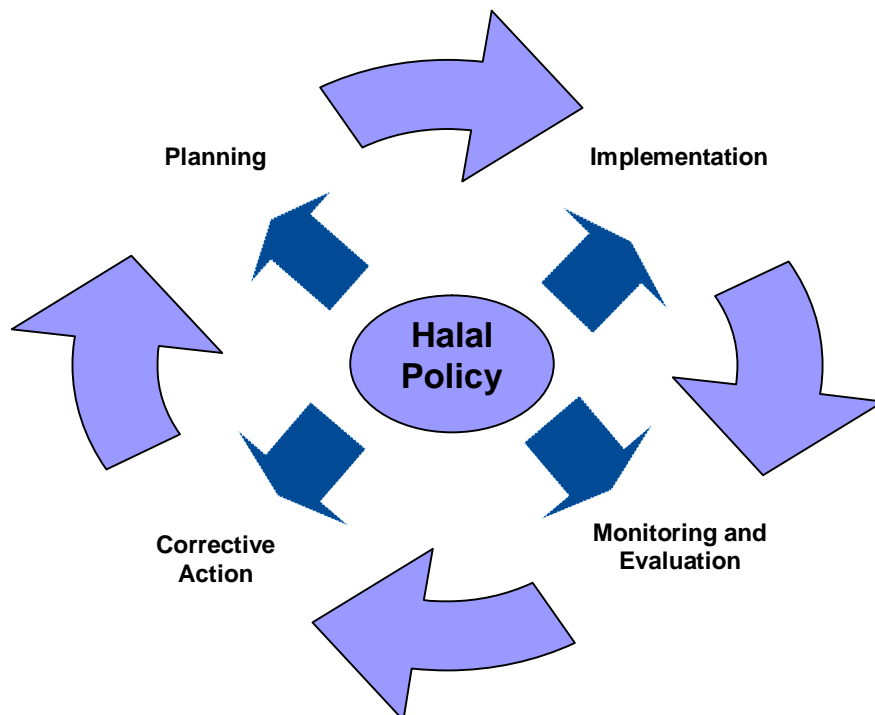 Planning
Implementation
Halal
Policy
Corrective
Action
Monitoring and
Evaluation